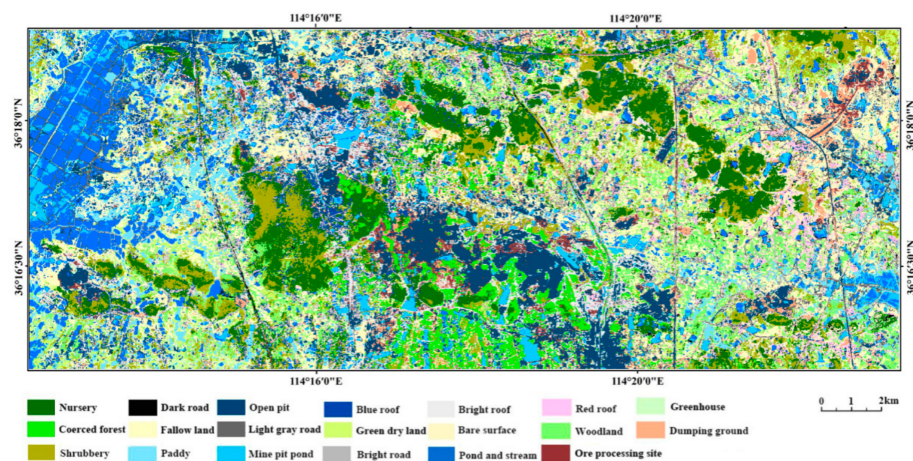 114°16'0"E 114°20'0"E
36°18'0"N 36°18'0"N
36°16'30"N 36°16'30"N
114°16'0"E 114°20'0"E
Nursery Dark road Open pit Blue roof Bright roof Red roof Greenhouse
0 1 2km
Coerced forest Fallow land Light gray road Green dry land Bare surface Woodland Dumping ground
Shrubbery Paddy Mine pit pond Bright road Pond and stream Ore processing site